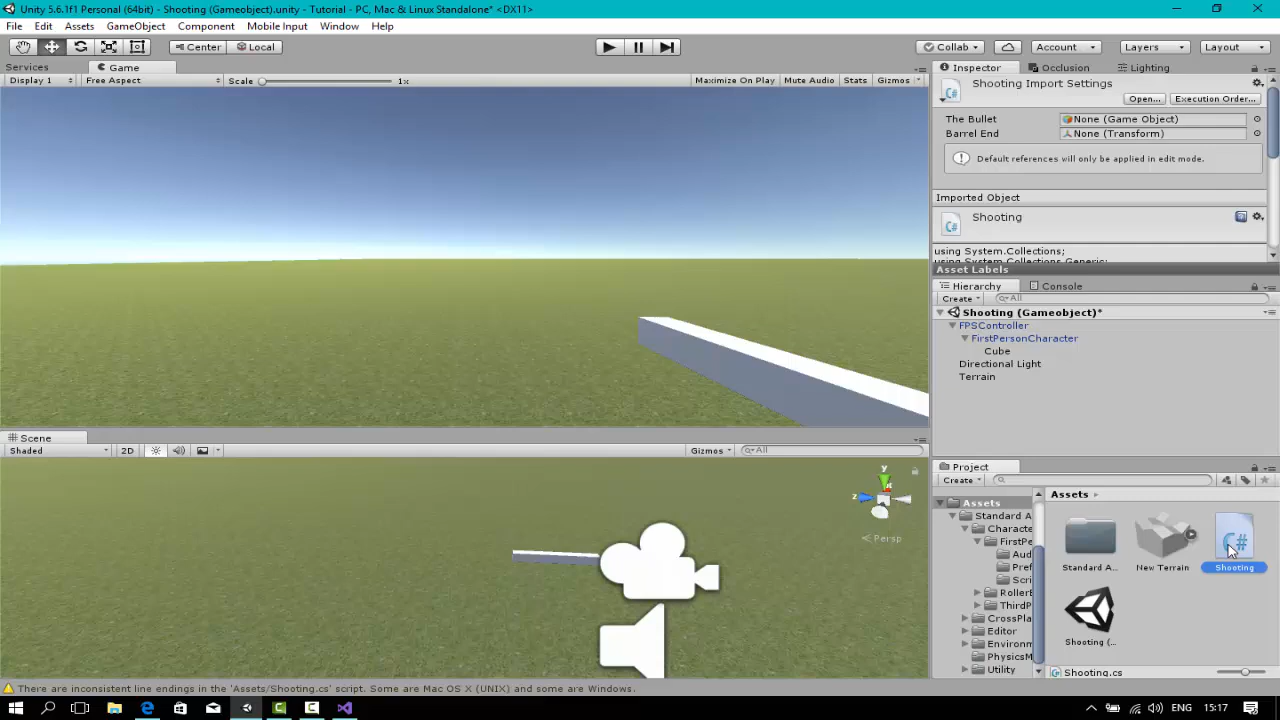 Unity 5.6.1f1 Personal (64bit) - Shooting (Gameobject).unity - Tutorial - PC, Mac & Linux Standalone* <DX11>
File Edit Assets GameObject Component Mobile Input Window Help
Center Local Collab Account Layers Layout
Services Game Inspector Occlusion Lighting
Display 1 Free Aspect Scale 1x Maximize On Play Mute Audio Stats Gizmos
Shooting Import Settings
C#
Open... Execution Order...
The Bullet None (Game Object)
Barrel End None (Transform)
Default references will only be applied in edit mode.
Imported Object
Shooting
C#
using System.Collections;
using System.Collections.Generic;
Asset Labels
Hierarchy Console
Create All
Shooting (Gameobject)*
FPSController
FirstPersonCharacter
Cube
Directional Light
Terrain
Scene
Shaded 2D Gizmos All
y
z
x
Persp
Project
Create
Assets
Assets
Standard A
Characte
FirstPe
Aud
Pref
Scri
RollerE
ThirdP
CrossPla
Editor
Environm
PhysicsM
Utility
C#
Standard A... New Terrain Shooting
Shooting (...
Shooting.cs
There are inconsistent line endings in the 'Assets/Shooting.cs' script. Some are Mac OS X (UNIX) and some are Windows.
ENG 15:17